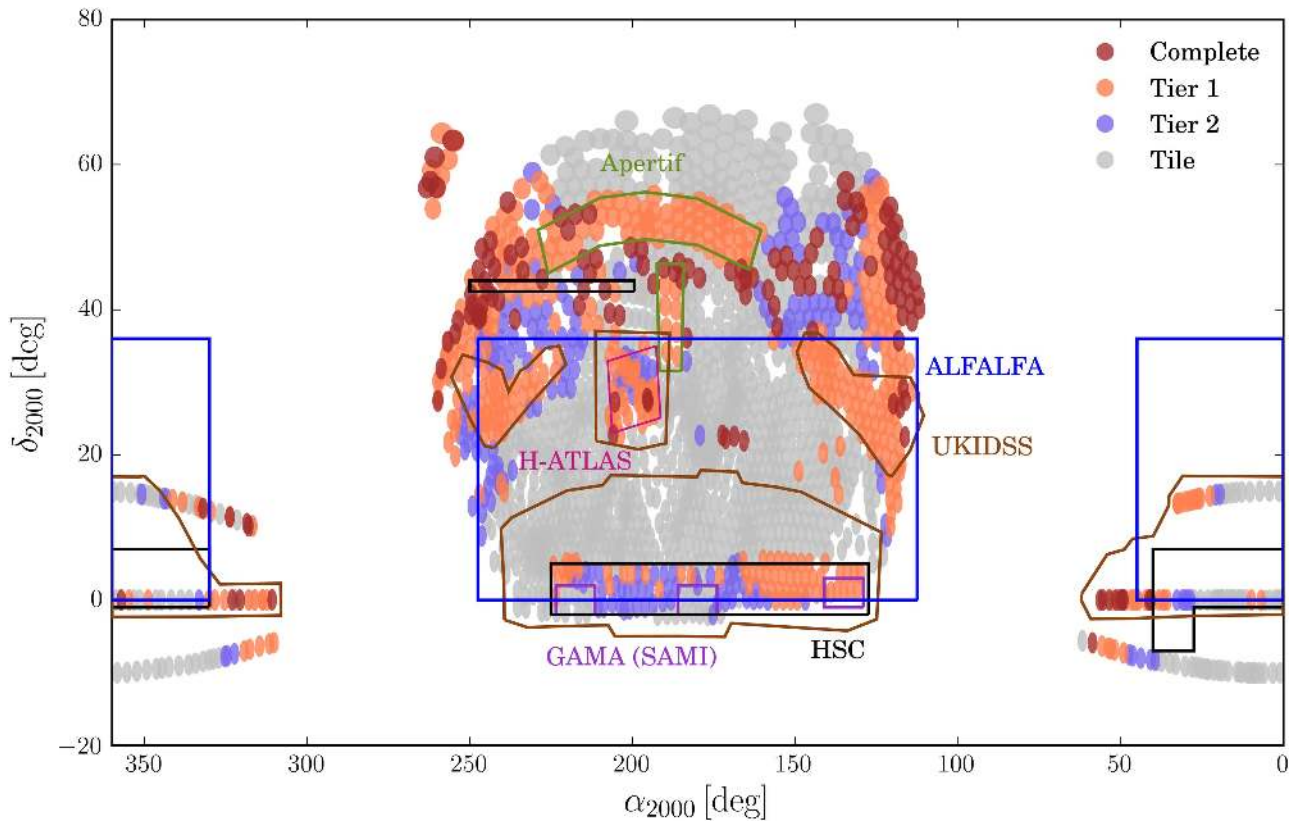 80
60
40
20
0
−20
δ2000 [deg]
350
300
250
200
150
100
50
0
α2000 [deg]
Complete
Tier 1
Tier 2
Tile
Apertif
ALFALFA
UKIDSS
H-ATLAS
GAMA (SAMI)
HSC